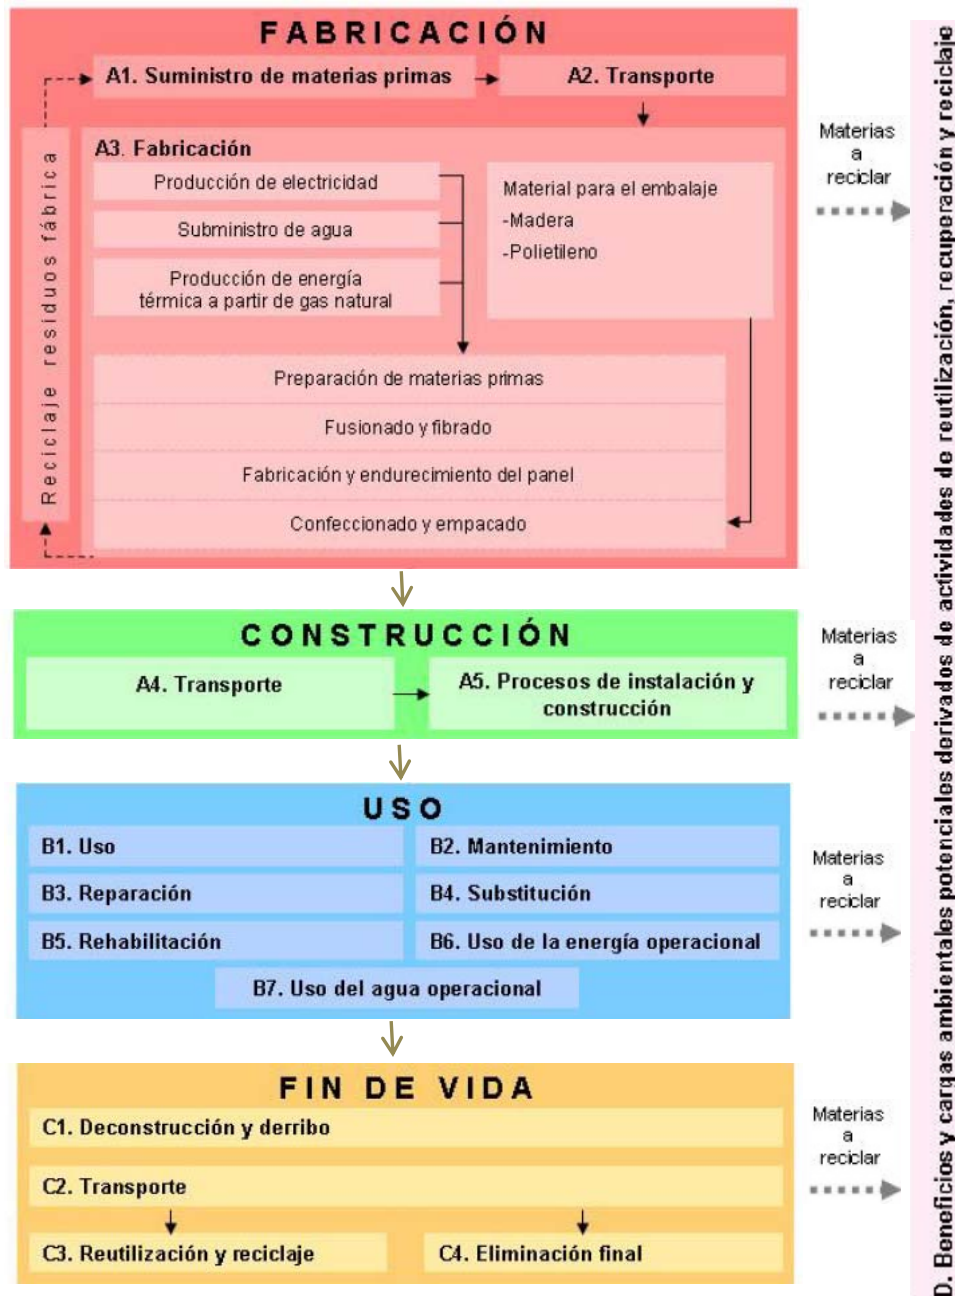 FABRICACIÓN
A1. Suministro de materias primas
A2. Transporte
Reciclaje residuos fábrica
A3. Fabricación
Producción de electricidad
Subministro de agua
Producción de energía
térmica a partir de gas natural
Material para el embalaje
-Madera
-Polietileno
Preparación de materias primas
Fusionado y fibrado
Fabricación y endurecimiento del panel
Confeccionado y empacado
Materias
a
reciclar
CONSTRUCCIÓN
A4. Transporte
A5. Procesos de instalación y
construcción
Materias
a
reciclar
USO
B1. Uso
B2. Mantenimiento
B3. Reparación
B4. Substitución
B5. Rehabilitación
B6. Uso de la energía operacional
B7. Uso del agua operacional
Materias
a
reciclar
FIN DE VIDA
C1. Deconstrucción y derribo
C2. Transporte
C3. Reutilización y reciclaje
C4. Eliminación final
Materias
a
reciclar
D. Beneficios y cargas ambientales potenciales derivados de actividades de reutilización, recuperación y reciclaje